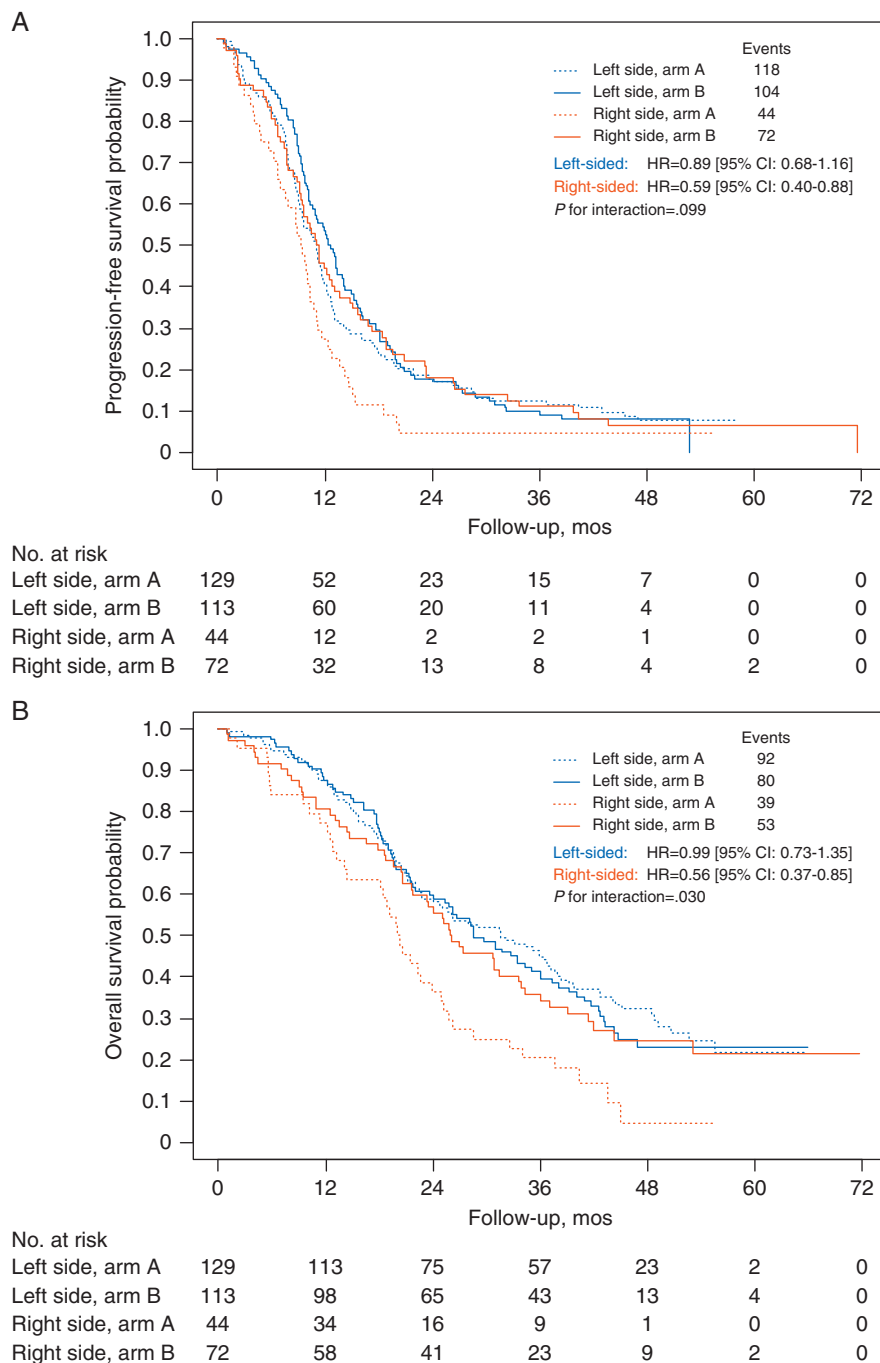 A
Events
Left side, arm A 118
Left side, arm B 104
Right side, arm A 44
Right side, arm B 72
Left-sided: HR=0.89 [95% CI: 0.68-1.16]
Right-sided: HR=0.59 [95% CI: 0.40-0.88]
P for interaction=.099
Progression-free survival probability
1.0
0.9
0.8
0.7
0.6
0.5
0.4
0.3
0.2
0.1
0
0 12 24 36 48 60 72
Follow-up, mos
No. at risk
Left side, arm A 129 52 23 15 7 0 0
Left side, arm B 113 60 20 11 4 0 0
Right side, arm A 44 12 2 2 1 0 0
Right side, arm B 72 32 13 8 4 2 0
B
Events
Left side, arm A 92
Left side, arm B 80
Right side, arm A 39
Right side, arm B 53
Left-sided: HR=0.99 [95% CI: 0.73-1.35]
Right-sided: HR=0.56 [95% CI: 0.37-0.85]
P for interaction=.030
Overall survival probability
1.0
0.9
0.8
0.7
0.6
0.5
0.4
0.3
0.2
0.1
0
0 12 24 36 48 60 72
Follow-up, mos
No. at risk
Left side, arm A 129 113 75 57 23 2 0
Left side, arm B 113 98 65 43 13 4 0
Right side, arm A 44 34 16 9 1 0 0
Right side, arm B 72 58 41 23 9 2 0